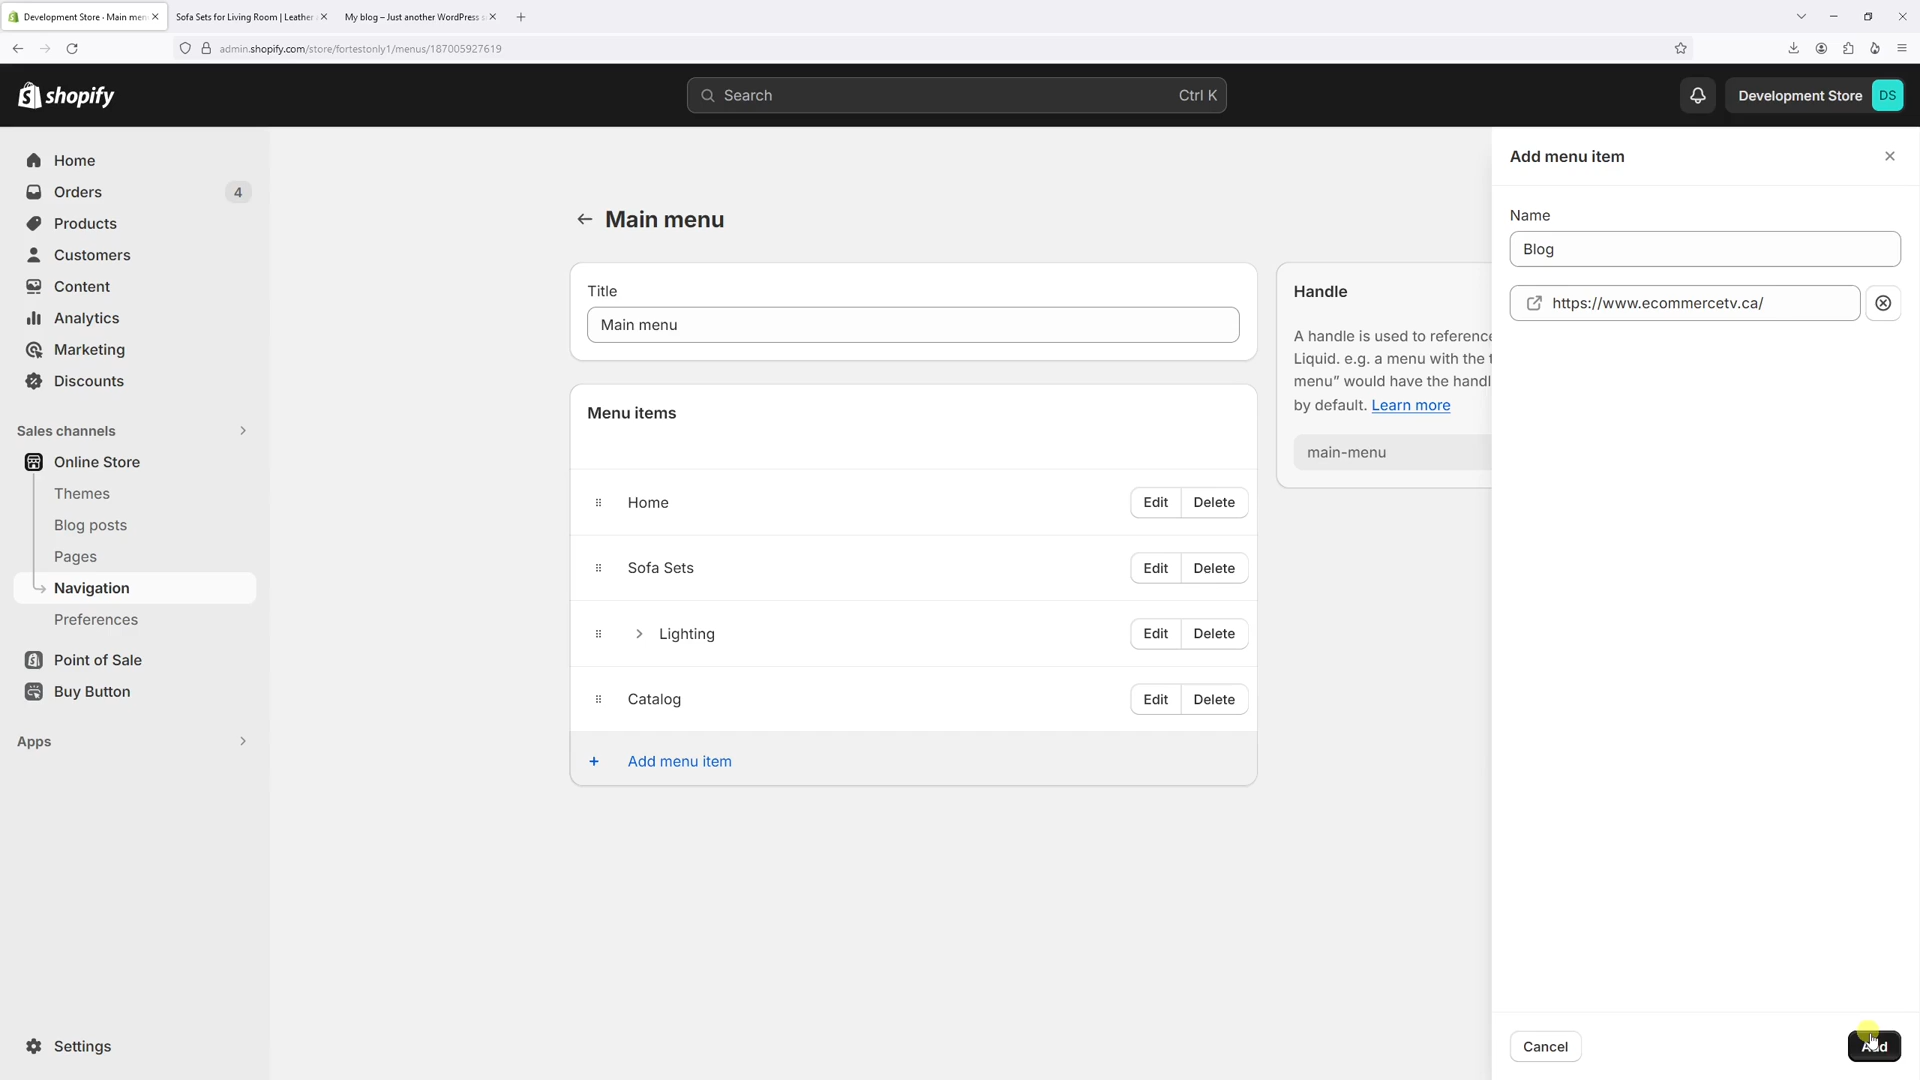 Development Store - Main men
Sofa Sets for Living Room | Leather
My blog – Just another WordPress s
admin.shopify.com/store/fortestonly1/menus/187005927619
shopify
Search
Ctrl K
Development Store
DS
Home
Orders
4
Products
Customers
Content
Analytics
Marketing
Discounts
Sales channels
Online Store
Themes
Blog posts
Pages
Navigation
Preferences
Point of Sale
Buy Button
Apps
Settings
Main menu
Title
Main menu
Menu items
Home
Edit
Delete
Sofa Sets
Edit
Delete
Lighting
Edit
Delete
Catalog
Edit
Delete
+ Add menu item
Handle
A handle is used to reference
Liquid. e.g. a menu with the t
menu” would have the handl
by default. Learn more
main-menu
Add menu item
Name
Blog
https://www.ecommercetv.ca/
Cancel
Add